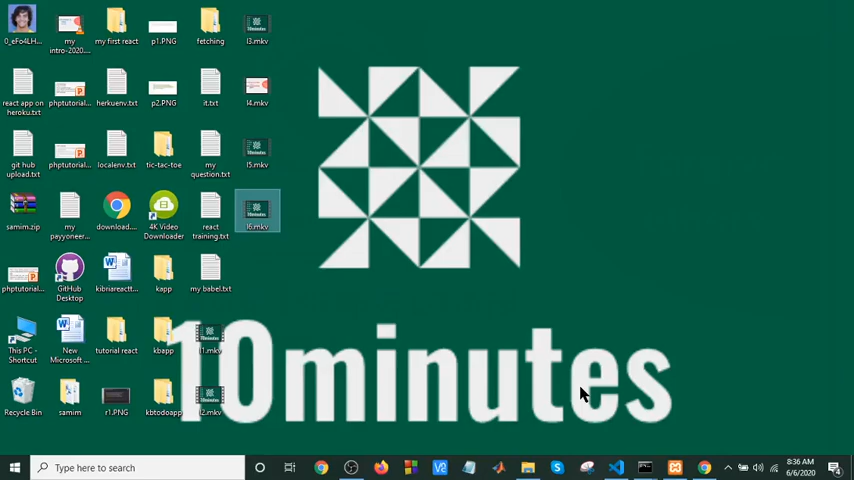 0_eFo4LH...
my
intro-2020....
my first react
p1.PNG
fetching
l3.mkv
react app on
heroku.txt
phptutorial...
herkuenv.txt
p2.PNG
it.txt
l4.mkv
git hub
upload.txt
phptutorial...
localenv.txt
tic-tac-toe
my
question.txt
l5.mkv
samim.zip
my
payyoneer...
download....
4K Video
Downloader
react
training.txt
l6.mkv
phptutorial...
GitHub
Desktop
kibriareactt...
kapp
my babel.txt
This PC -
Shortcut
New
Microsoft ...
tutorial react
kbapp
l1.mkv
Recycle Bin
samim
r1.PNG
kbtodoapp
l2.mkv
10minutes
Type here to search
8:36 AM
6/6/2020
4